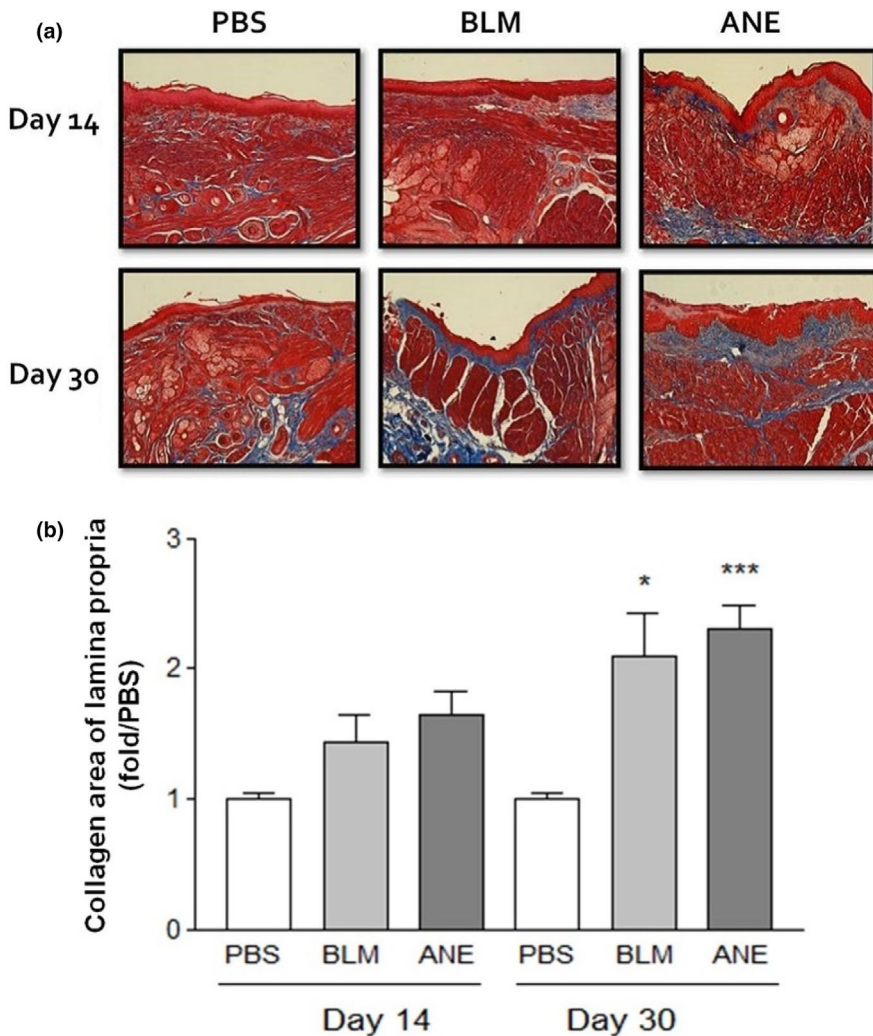 (a)
PBS BLM ANE
Day 14
Day 30
(b)
Collagen area of lamina propria
(fold/PBS)
3
2
1
0
* ***
PBS BLM ANE PBS BLM ANE
Day 14 Day 30